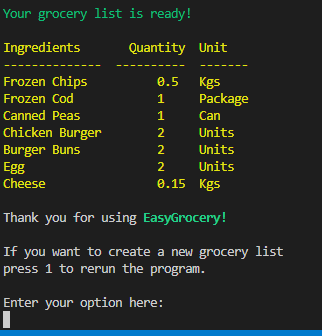 Your grocery list is ready!
Ingredients Quantity Unit
-------------- ---------- -------
Frozen Chips 0.5 Kgs
Frozen Cod 1 Package
Canned Peas 1 Can
Chicken Burger 2 Units
Burger Buns 2 Units
Egg 2 Units
Cheese 0.15 Kgs
Thank you for using EasyGrocery!
If you want to create a new grocery list
press 1 to rerun the program.
Enter your option here: